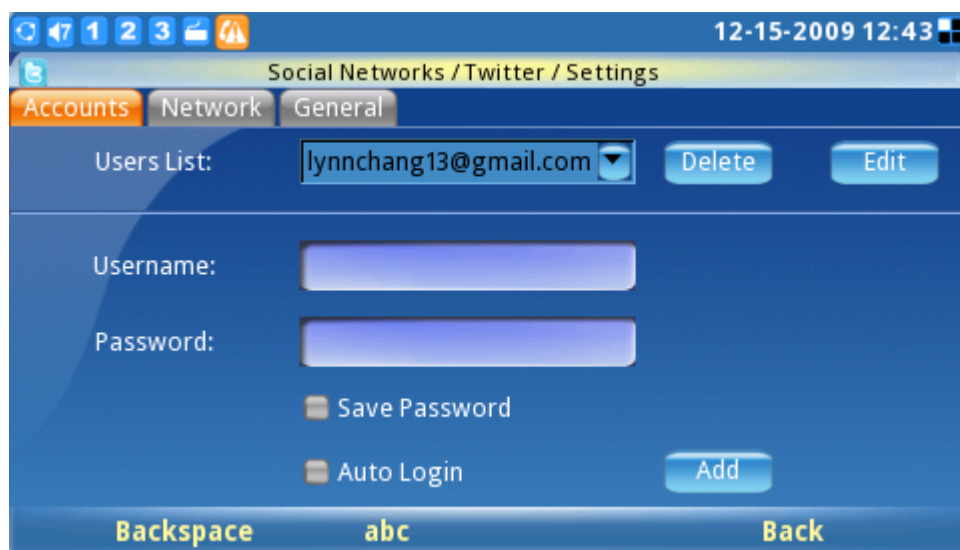 7 1 2 3 12-15-2009 12:43
Social Networks / Twitter / Settings
Accounts Network General
Users List: lynnchang13@gmail.com Delete Edit
Username:
Password:
Save Password
Auto Login Add
Backspace abc Back